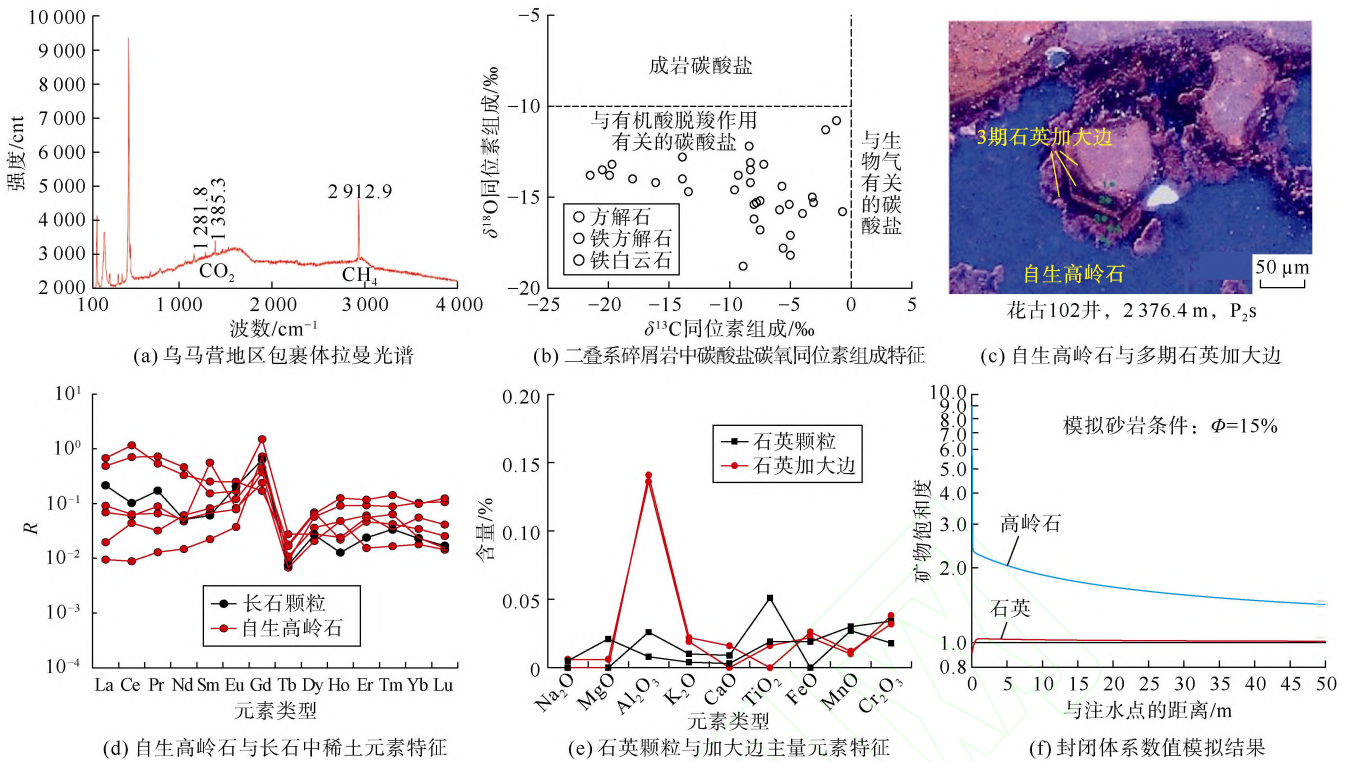 10 000
9 000
8 000
7 000
6 000
5 000
4 000
3 000
2 000
强度/cnt
1 281.8
1 385.3
2 912.9
CO2
CH4
100
1 000
2 000
3 000
4 000
波数/cm−1
(a) 乌马营地区包裹体拉曼光谱
−5
−10
−15
−20
δ18O同位素组成/‰
成岩碳酸盐
与有机酸脱羧作用
有关的碳酸盐
与生
物气
有关
的碳
酸盐
方解石
铁方解石
铁白云石
−25
−20
−15
−10
−5
0
5
δ13C同位素组成/‰
(b) 二叠系碎屑岩中碳酸盐碳氧同位素组成特征
3期石英加大边
自生高岭石
50 μm
花古102井，2 376.4 m，P2s
(c) 自生高岭石与多期石英加大边
101
100
10−1
10−2
10−3
10−4
R
长石颗粒
自生高岭石
La Ce Pr Nd Sm Eu Gd Tb Dy Ho Er Tm Yb Lu
元素类型
(d) 自生高岭石与长石中稀土元素特征
0.20
0.15
0.10
0.05
0
含量/%
石英颗粒
石英加大边
Na2O MgO Al2O3 K2O CaO TiO2 FeO MnO Cr2O3
元素类型
(e) 石英颗粒与加大边主量元素特征
10.0
9.0
8.0
7.0
6.0
5.0
4.0
3.0
2.0
1.0
0.8
矿物饱和度
模拟砂岩条件：Φ=15%
高岭石
石英
0 5 10 15 20 25 30 35 40 45 50
与注水点的距离/m
(f) 封闭体系数值模拟结果